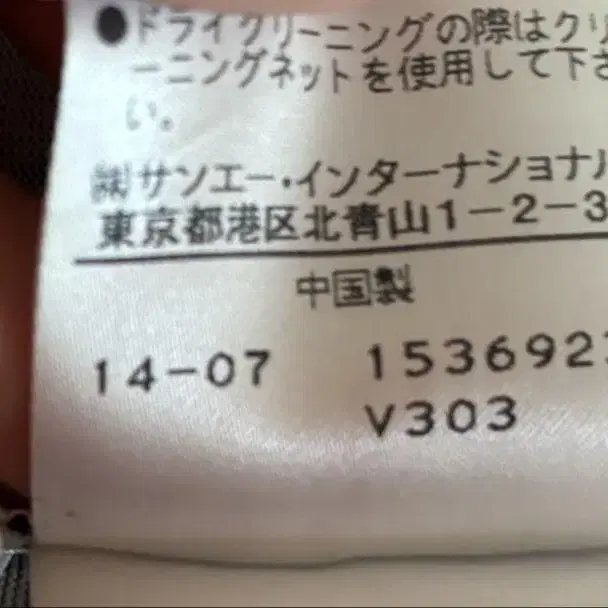 ●ドライクリーニングの際はクリ
ーニングネットを使用して下さ
い。
㈱サンエー・インターナショナル
東京都港区北青山1-2-3
中国製
14-07 1536923
V303